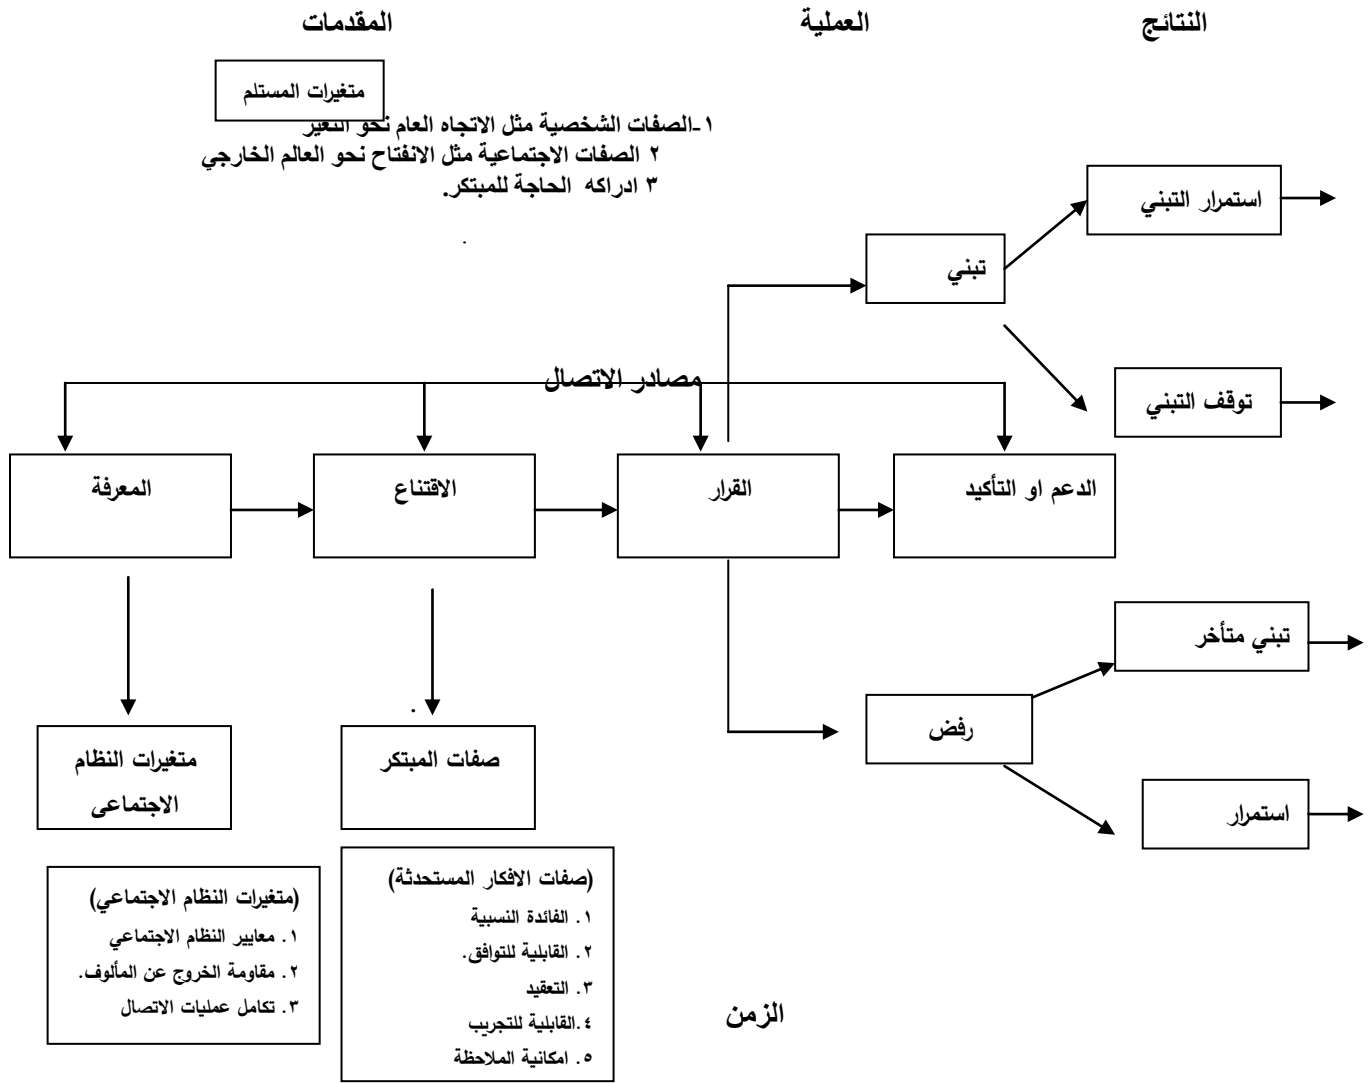 المقدمات
العملية
النتائج
متغيرات المستلم
١-الصفات الشخصية مثل الاتجاه العام نحو التغير
٢ الصفات الاجتماعية مثل الانفتاح نحو العالم الخارجي
٣ ادراكه الحاجة للمبتكر.
استمرار التبني
تبني
توقف التبني
مصادر الاتصال
المعرفة
الاقتناع
القرار
الدعم او التأكيد
تبني متأخر
رفض
استمرار
متغيرات النظام
الاجتماعى
صفات المبتكر
(متغيرات النظام الاجتماعي)
١. معايير النظام الاجتماعي
٢. مقاومة الخروج عن المألوف.
٣. تكامل عمليات الاتصال
(صفات الافكار المستحدثة)
١. الفائدة النسبية
٢. القابلية للتوافق.
٣. التعقيد
٤.القابلية للتجريب
٥. امكانية الملاحظة
الزمن